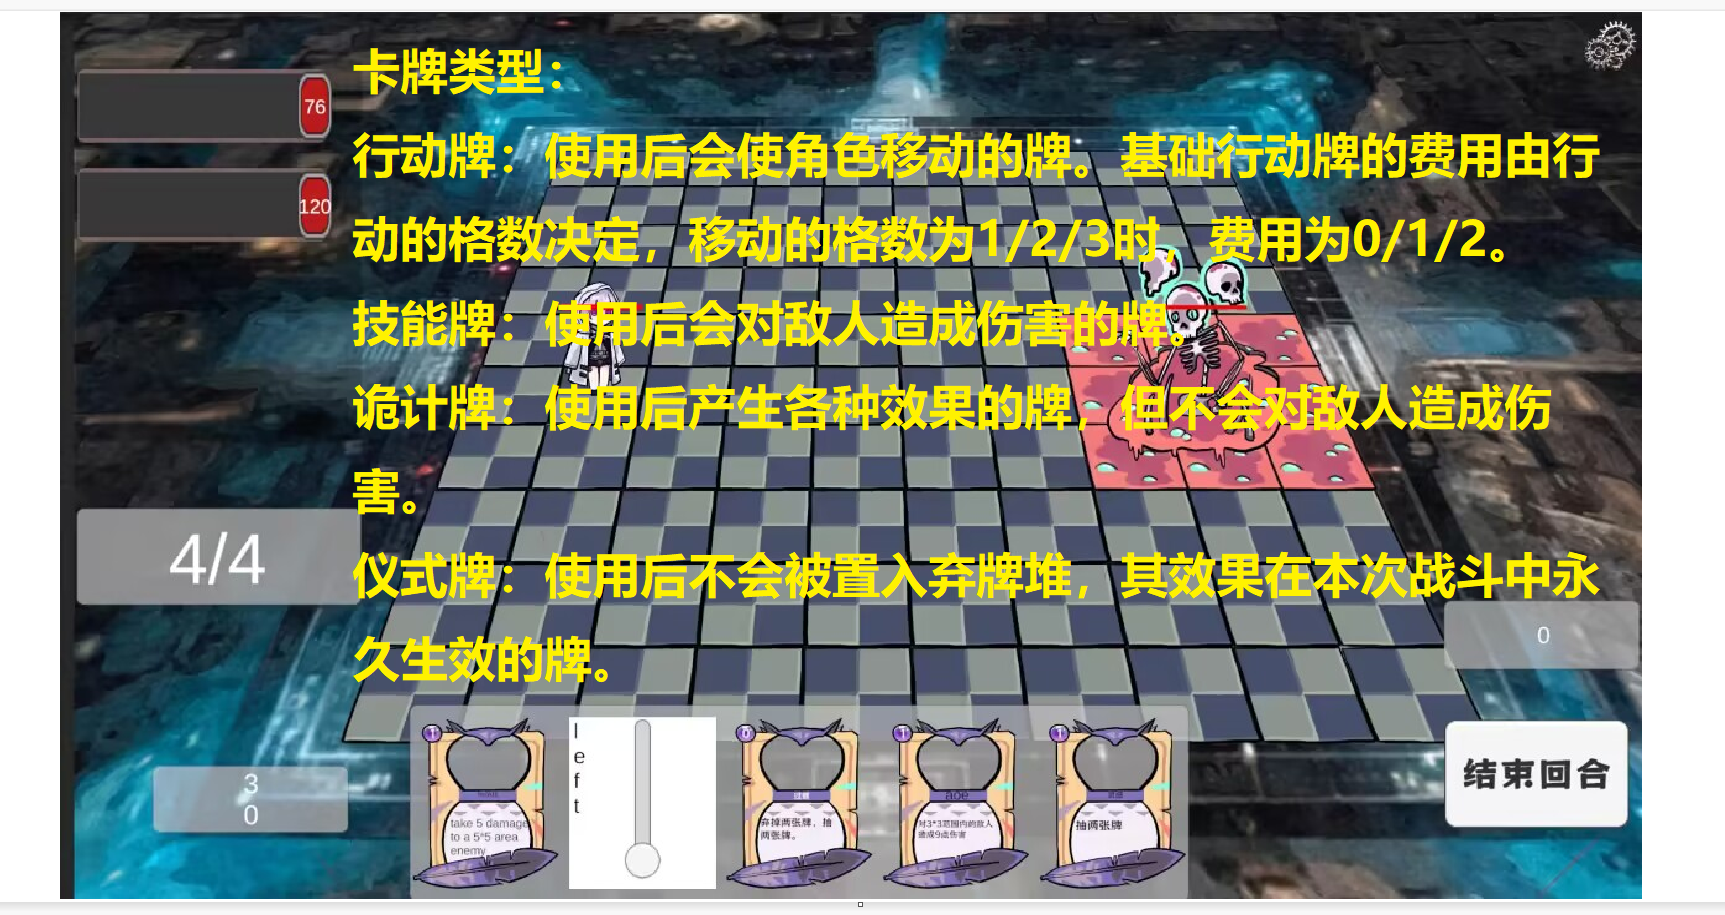 卡牌类型：
行动牌：使用后会使角色移动的牌。基础行动牌的费用由行
动的格数决定，移动的格数为1/2/3时，费用为0/1/2。
技能牌：使用后会对敌人造成伤害的牌。
诡计牌：使用后产生各种效果的牌，但不会对敌人造成伤
害。
仪式牌：使用后不会被置入弃牌堆，其效果在本次战斗中永
久生效的牌。
76
120
4/4
0
3
0
结束回合
1
take 5 damage
to a 5*5 area
enemy
l
e
f
t
0
弃掉两张牌，抽
两张牌。
1
aoe
对3*3范围内的敌人
造成9点伤害
1
抽两张牌